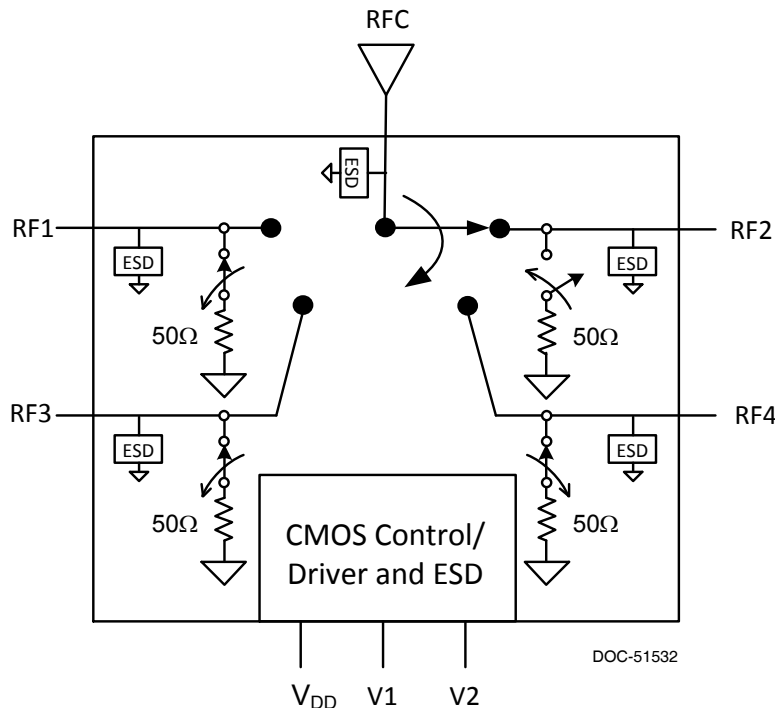 RFC
ESD
RF1
RF2
ESD
ESD
50Ω
50Ω
RF3
RF4
ESD
ESD
50Ω
50Ω
CMOS Control/
Driver and ESD
DOC-51532
VDD V1 V2